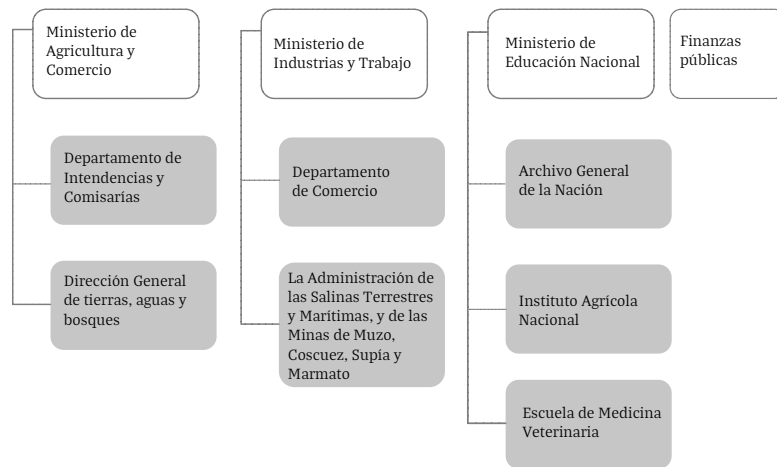 Ministerio de
Agricultura y
Comercio
Departamento de
Intendencias y
Comisarías
Dirección General
de tierras, aguas y
bosques
Ministerio de
Industrias y Trabajo
Departamento
de Comercio
La Administración de
las Salinas Terrestres
y Marítimas, y de las
Minas de Muzo,
Coscuez, Supía y
Marmato
Ministerio de
Educación Nacional
Archivo General
de la Nación
Instituto Agrícola
Nacional
Escuela de Medicina
Veterinaria
Finanzas
públicas